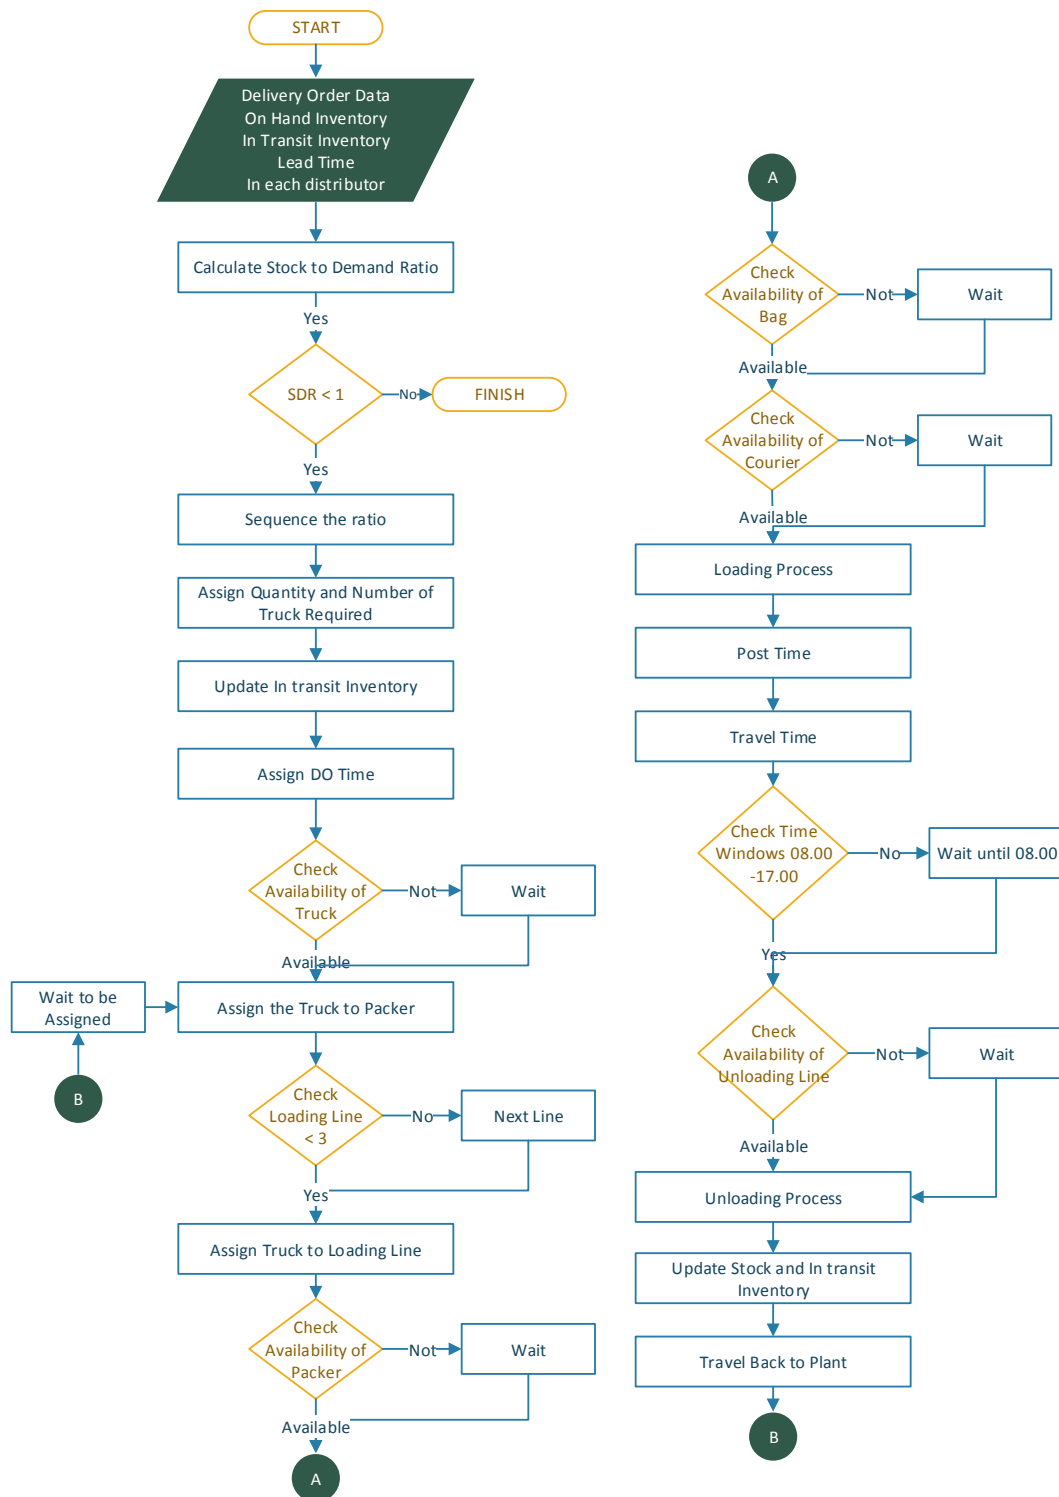 START
Delivery Order Data
On Hand Inventory
In Transit Inventory
Lead Time
In each distributor
Calculate Stock to Demand Ratio
Yes
SDR < 1
No
FINISH
Yes
Sequence the ratio
Assign Quantity and Number of
Truck Required
Update In transit Inventory
Assign DO Time
Check
Availability of
Truck
Not
Wait
Available
Wait to be
Assigned
Assign the Truck to Packer
B
Check
Loading Line
< 3
No
Next Line
Yes
Assign Truck to Loading Line
Check
Availability of
Packer
Not
Wait
Available
A
A
Check
Availability of
Bag
Not
Wait
Available
Check
Availability of
Courier
Not
Wait
Available
Loading Process
Post Time
Travel Time
Check Time
Windows 08.00
-17.00
No
Wait until 08.00
Yes
Check
Availability of
Unloading Line
Not
Wait
Available
Unloading Process
Update Stock and In transit
Inventory
Travel Back to Plant
B